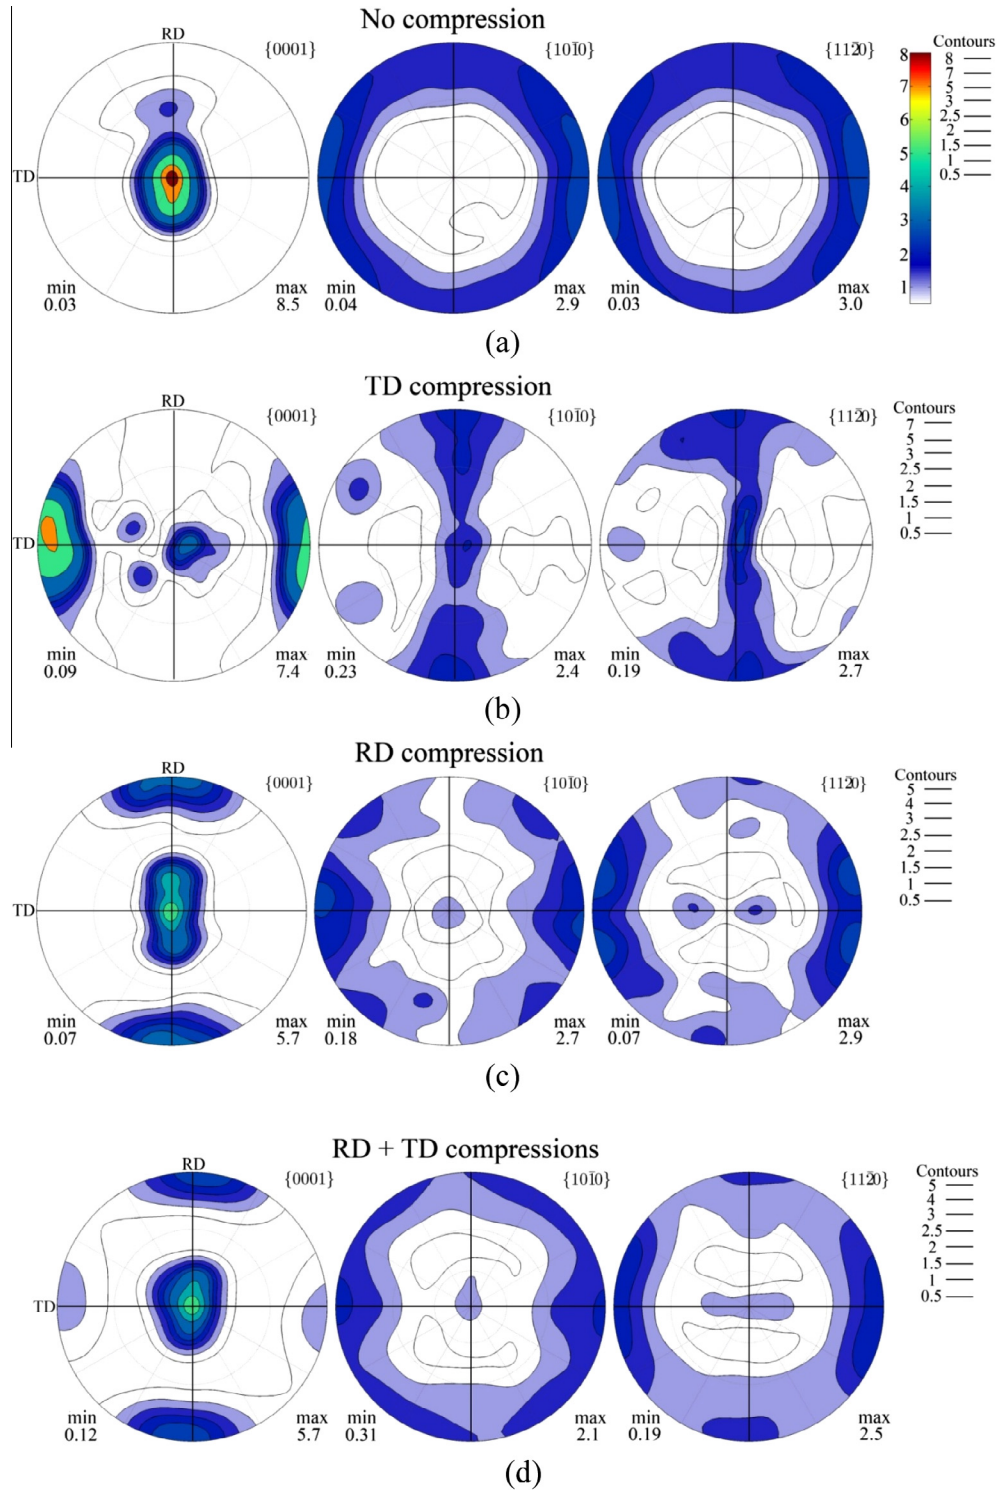 No compression
RD {0001} {101̄0} {112̄0} Contours
8 8
7 7
6 5
5 3
4 2.5
3 2
2 1.5
1 1
0.5
TD
min max min max min max
0.03 8.5 0.04 2.9 0.03 3.0
(a)
TD compression
RD {0001} {101̄0} {112̄0} Contours
7
5
3
2.5
2
1.5
1
0.5
TD
min max min max min max
0.09 7.4 0.23 2.4 0.19 2.7
(b)
RD compression
RD {0001} {101̄0} {112̄0} Contours
5
4
3
2.5
2
1.5
1
0.5
TD
min max min max min max
0.07 5.7 0.18 2.7 0.07 2.9
(c)
RD + TD compressions
RD {0001} {101̄0} {112̄0} Contours
5
4
3
2.5
2
1.5
1
0.5
TD
min max min max min max
0.12 5.7 0.31 2.1 0.19 2.5
(d)